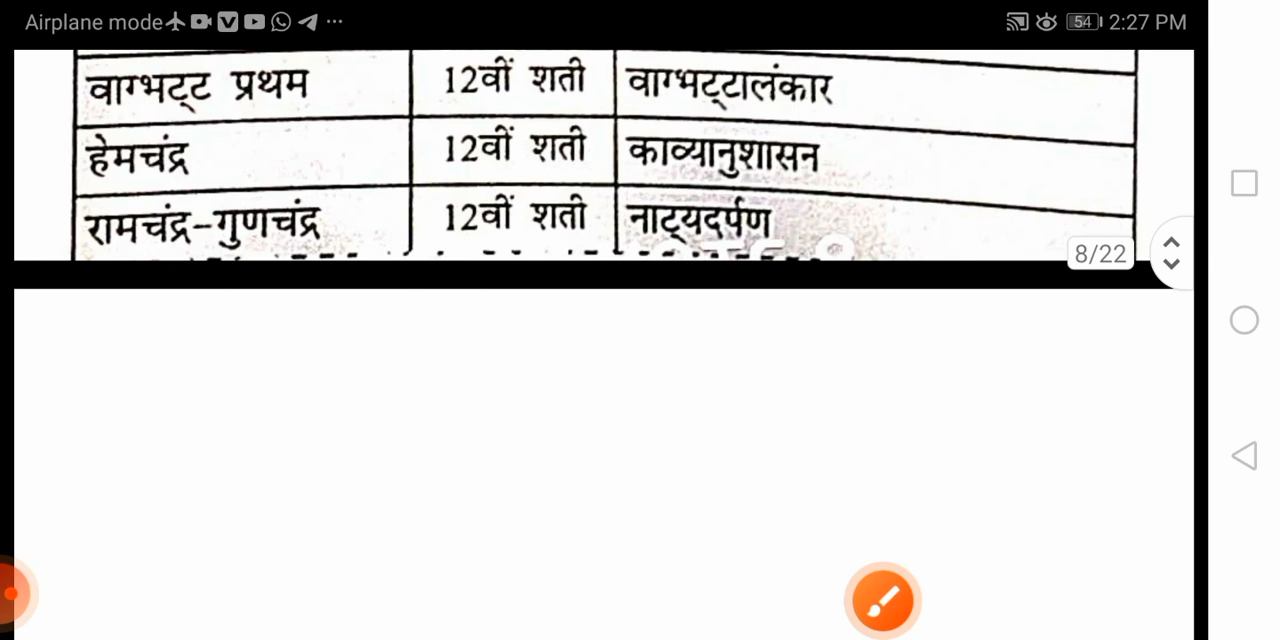 Airplane mode ... 54 2:27 PM
वाग्भट्ट प्रथम 12वीं शती वाग्भट्टालंकार
हेमचंद्र 12वीं शती काव्यानुशासन
रामचंद्र-गुणचंद्र 12वीं शती नाट्यदर्पण
8/22